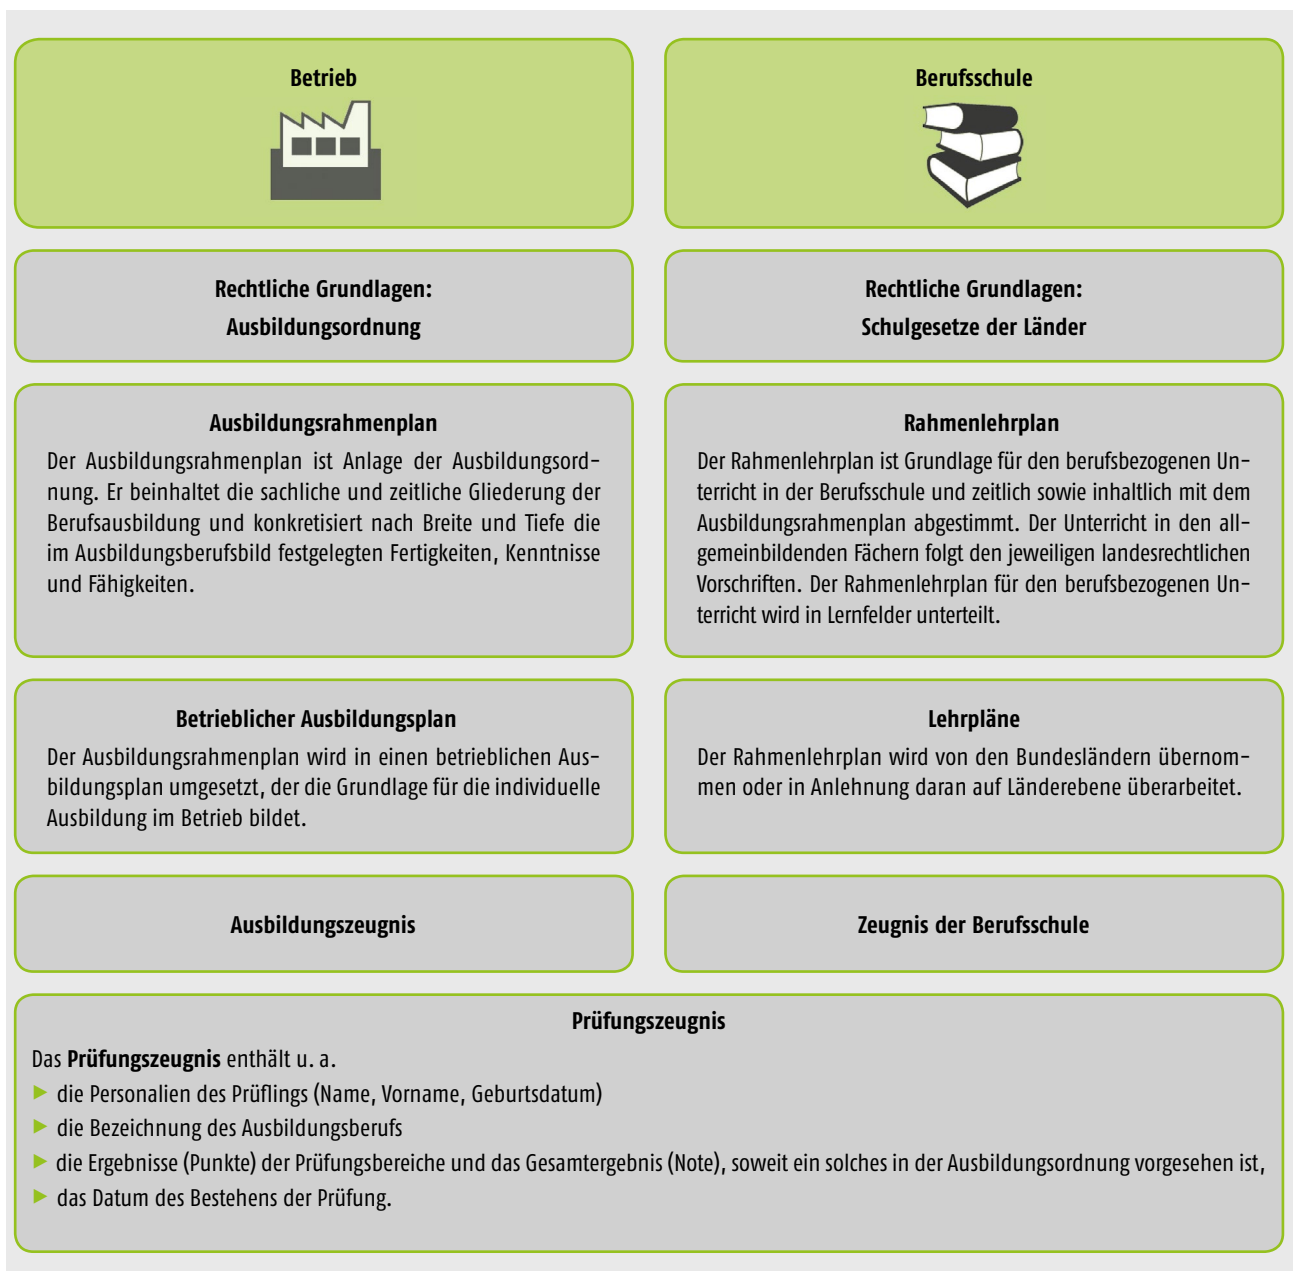 Betrieb
Berufsschule
Rechtliche Grundlagen:
Ausbildungsordnung
Rechtliche Grundlagen:
Schulgesetze der Länder
Ausbildungsrahmenplan
Der Ausbildungsrahmenplan ist Anlage der Ausbildungsord-
nung. Er beinhaltet die sachliche und zeitliche Gliederung der
Berufsausbildung und konkretisiert nach Breite und Tiefe die
im Ausbildungsberufsbild festgelegten Fertigkeiten, Kenntnisse
und Fähigkeiten.
Rahmenlehrplan
Der Rahmenlehrplan ist Grundlage für den berufsbezogenen Un-
terricht in der Berufsschule und zeitlich sowie inhaltlich mit dem
Ausbildungsrahmenplan abgestimmt. Der Unterricht in den all-
gemeinbildenden Fächern folgt den jeweiligen landesrechtlichen
Vorschriften. Der Rahmenlehrplan für den berufsbezogenen Un-
terricht wird in Lernfelder unterteilt.
Betrieblicher Ausbildungsplan
Der Ausbildungsrahmenplan wird in einen betrieblichen Aus-
bildungsplan umgesetzt, der die Grundlage für die individuelle
Ausbildung im Betrieb bildet.
Lehrpläne
Der Rahmenlehrplan wird von den Bundesländern übernom-
men oder in Anlehnung daran auf Länderebene überarbeitet.
Ausbildungszeugnis
Zeugnis der Berufsschule
Prüfungszeugnis
Das Prüfungszeugnis enthält u. a.
▶ die Personalien des Prüflings (Name, Vorname, Geburtsdatum)
▶ die Bezeichnung des Ausbildungsberufs
▶ die Ergebnisse (Punkte) der Prüfungsbereiche und das Gesamtergebnis (Note), soweit ein solches in der Ausbildungsordnung vorgesehen ist,
▶ das Datum des Bestehens der Prüfung.